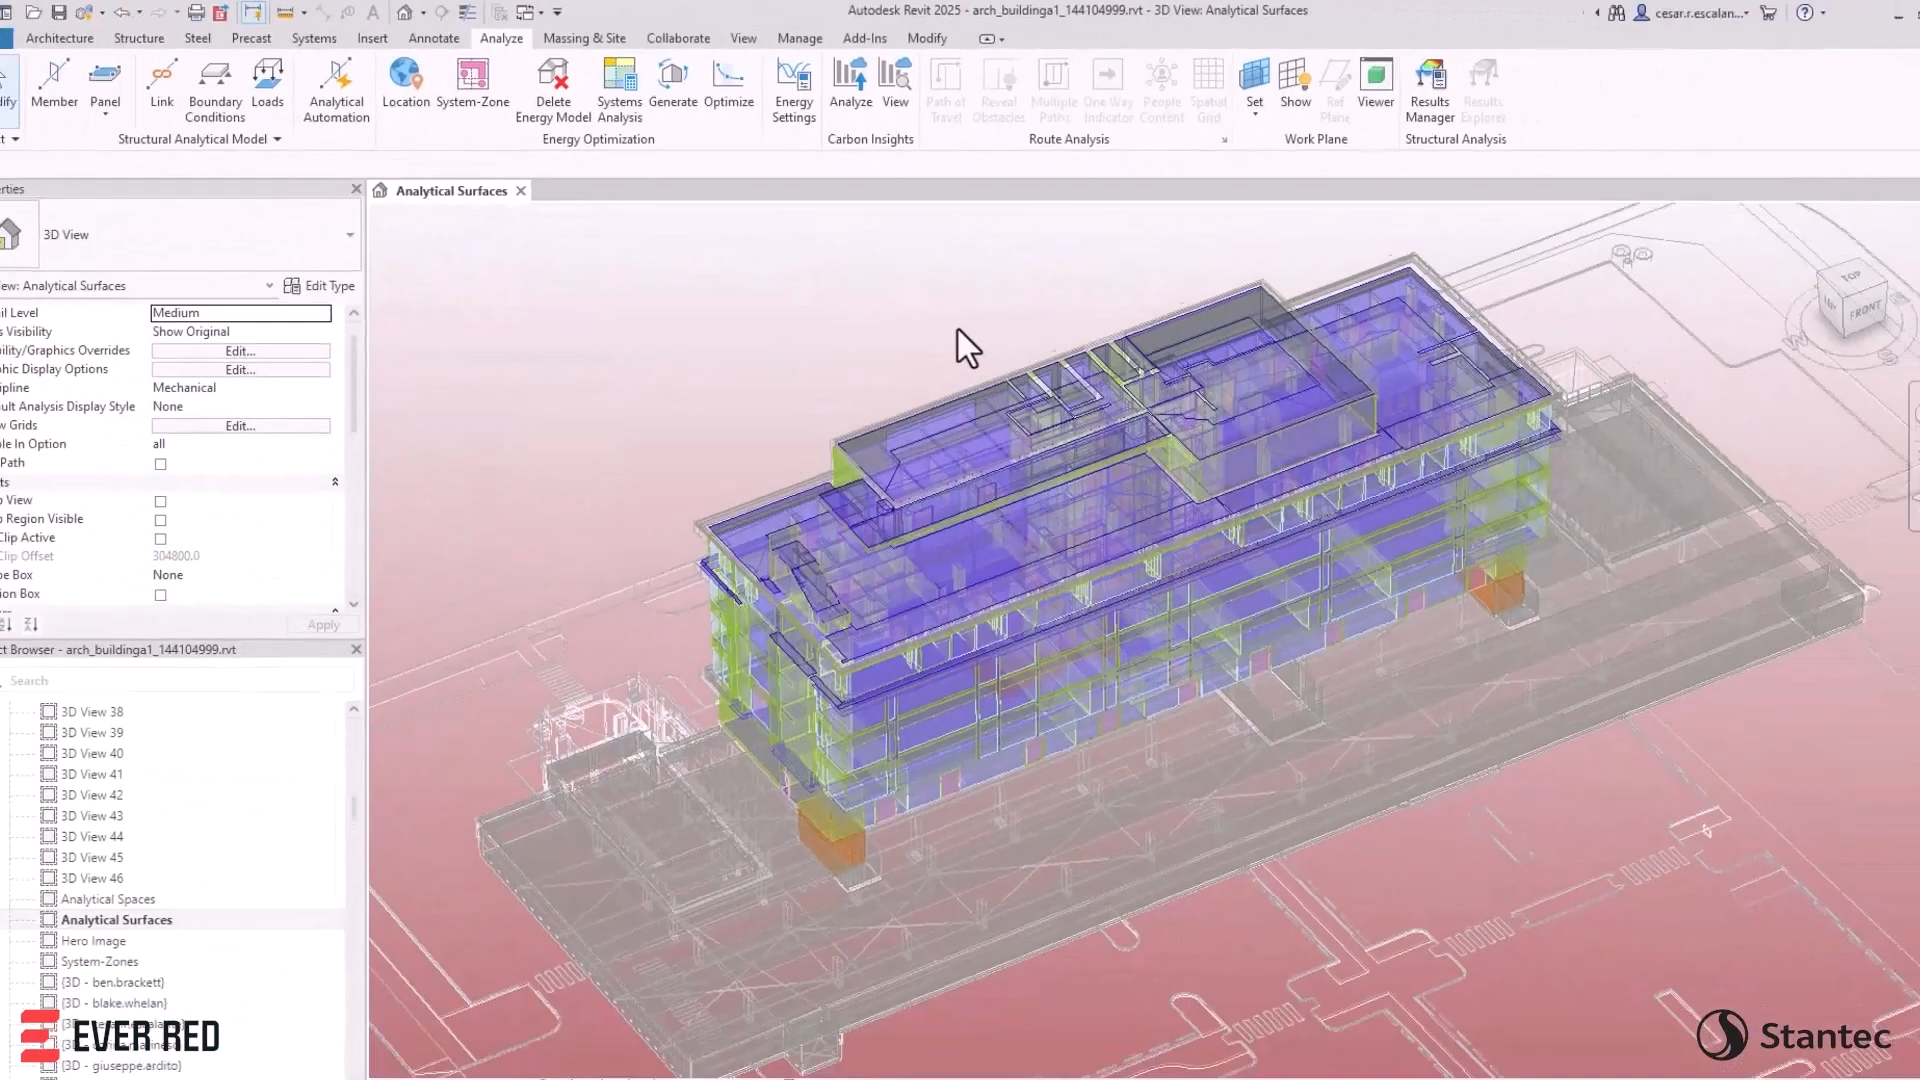 Autodesk Revit 2025 - arch_buildinga1_144104999.rvt - 3D View: Analytical Surfaces
cesar.r.escalan...
Architecture Structure Steel Precast Systems Insert Annotate Analyze Massing & Site Collaborate View Manage Add-Ins Modify
Member
Panel
Link
Boundary Conditions
Loads
Analytical Automation
Location
System-Zone
Delete Energy Model
Systems Analysis
Generate
Optimize
Energy Settings
Analyze
View
Path of Travel
Reveal Obstacles
Multiple Paths
One Way Indicator
People Content
Spatial Grid
Set
Show
Ref Plane
Viewer
Results Manager
Results Explorer
Structural Analytical Model
Energy Optimization
Carbon Insights
Route Analysis
Work Plane
Structural Analysis
erties
Analytical Surfaces
3D View
ew: Analytical Surfaces
Edit Type
il Level Medium
s Visibility Show Original
ility/Graphics Overrides Edit...
phic Display Options Edit...
ipline Mechanical
ult Analysis Display Style None
w Grids Edit...
le In Option all
Path
ts
p View
p Region Visible
Clip Active
Clip Offset 304800.0
pe Box None
ion Box
Apply
ct Browser - arch_buildinga1_144104999.rvt
Search
3D View 38
3D View 39
3D View 40
3D View 41
3D View 42
3D View 43
3D View 44
3D View 45
3D View 46
Analytical Spaces
Analytical Surfaces
Hero Image
System-Zones
{3D - ben.brackett}
{3D - blake.whelan}
{3D - giuseppe.ardito}
TOP
FRONT
W
S
EVER RED
Stantec